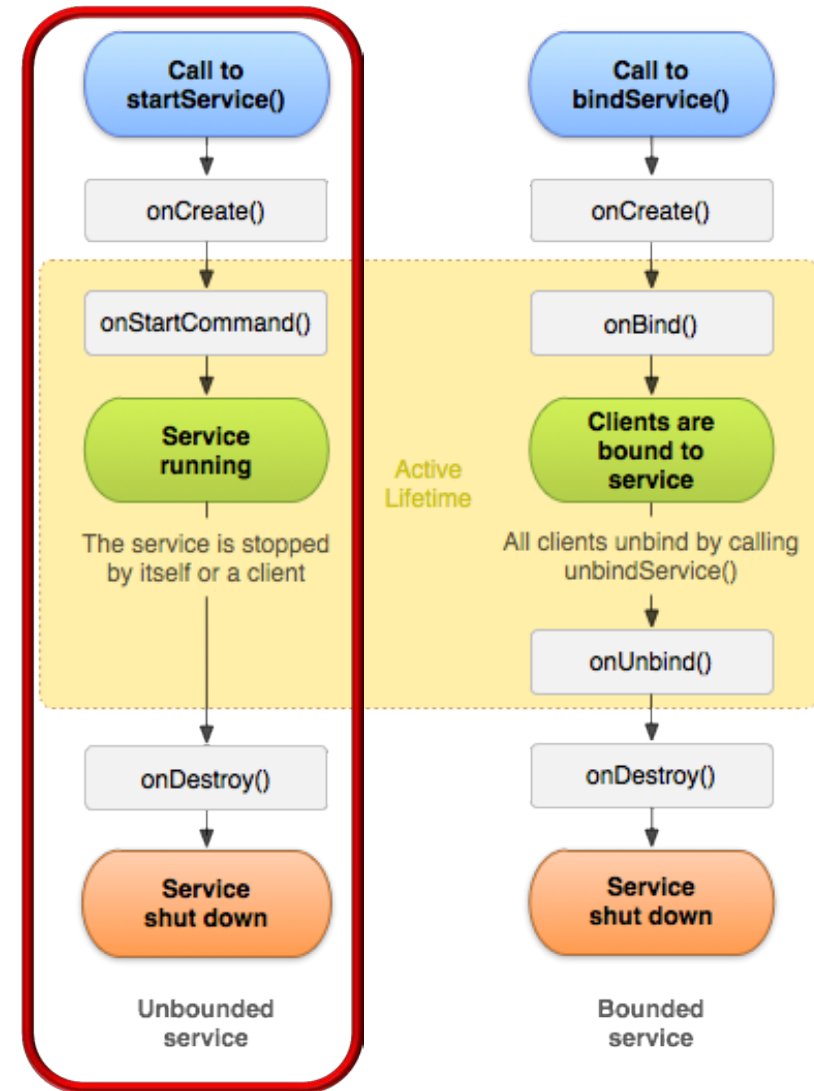 Call to
startService()
onCreate()
onStartCommand()
Service
running
The service is stopped
by itself or a client
onDestroy()
Service
shut down
Unbounded
service
Active
Lifetime
Call to
bindService()
onCreate()
onBind()
Clients are
bound to
service
All clients unbind by calling
unbindService()
onUnbind()
onDestroy()
Service
shut down
Bounded
service